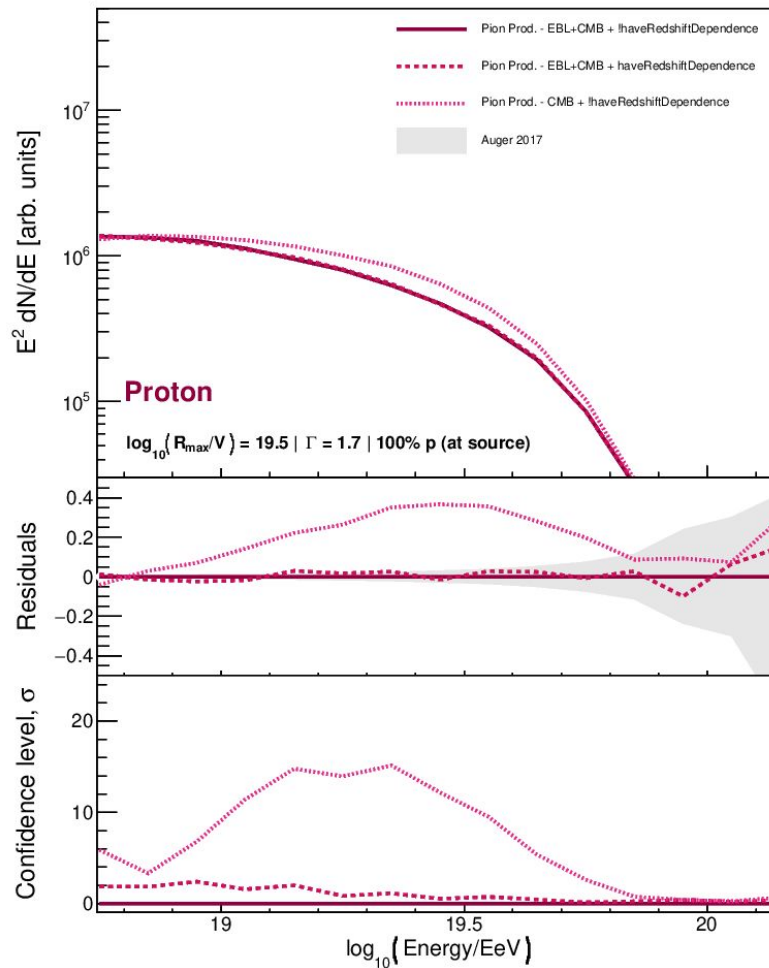 Pion Prod. - EBL+CMB + !haveRedshiftDependence
Pion Prod. - EBL+CMB + haveRedshiftDependence
Pion Prod. - CMB + !haveRedshiftDependence
Auger 2017
10⁷
10⁶
10⁵
E² dN/dE [arb. units]
Proton
log₁₀(R_max/V) = 19.5 | Γ = 1.7 | 100% p (at source)
0.4
0.2
0
−0.2
−0.4
Residuals
20
10
0
Confidence level, σ
19
19.5
20
log₁₀(Energy/EeV)